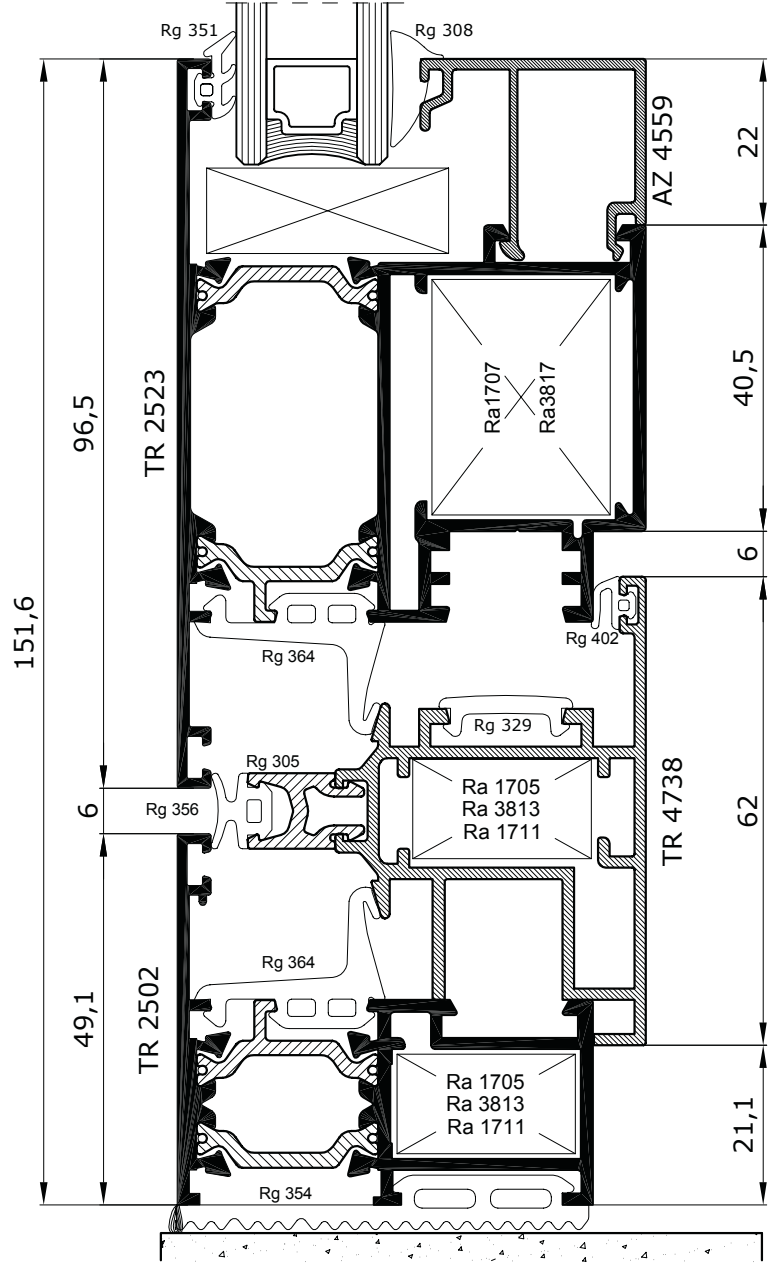 Rg 351
Rg 308
AZ 4559
22
TR 2523
96,5
Ra1707
Ra3817
40,5
6
151,6
Rg 364
Rg 402
Rg 329
Rg 305
Rg 356
6
Ra 1705
Ra 3813
Ra 1711
TR 4738
62
Rg 364
TR 2502
49,1
Ra 1705
Ra 3813
Ra 1711
21,1
Rg 354